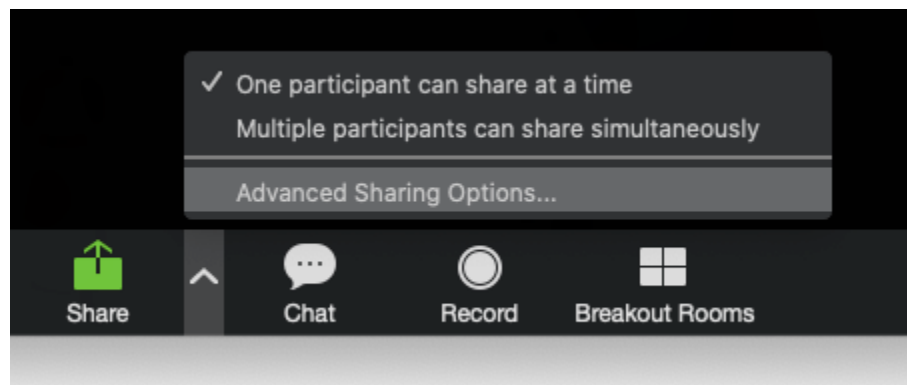 One participant can share at a time
Multiple participants can share simultaneously
Advanced Sharing Options...
Share
Chat
Record
Breakout Rooms